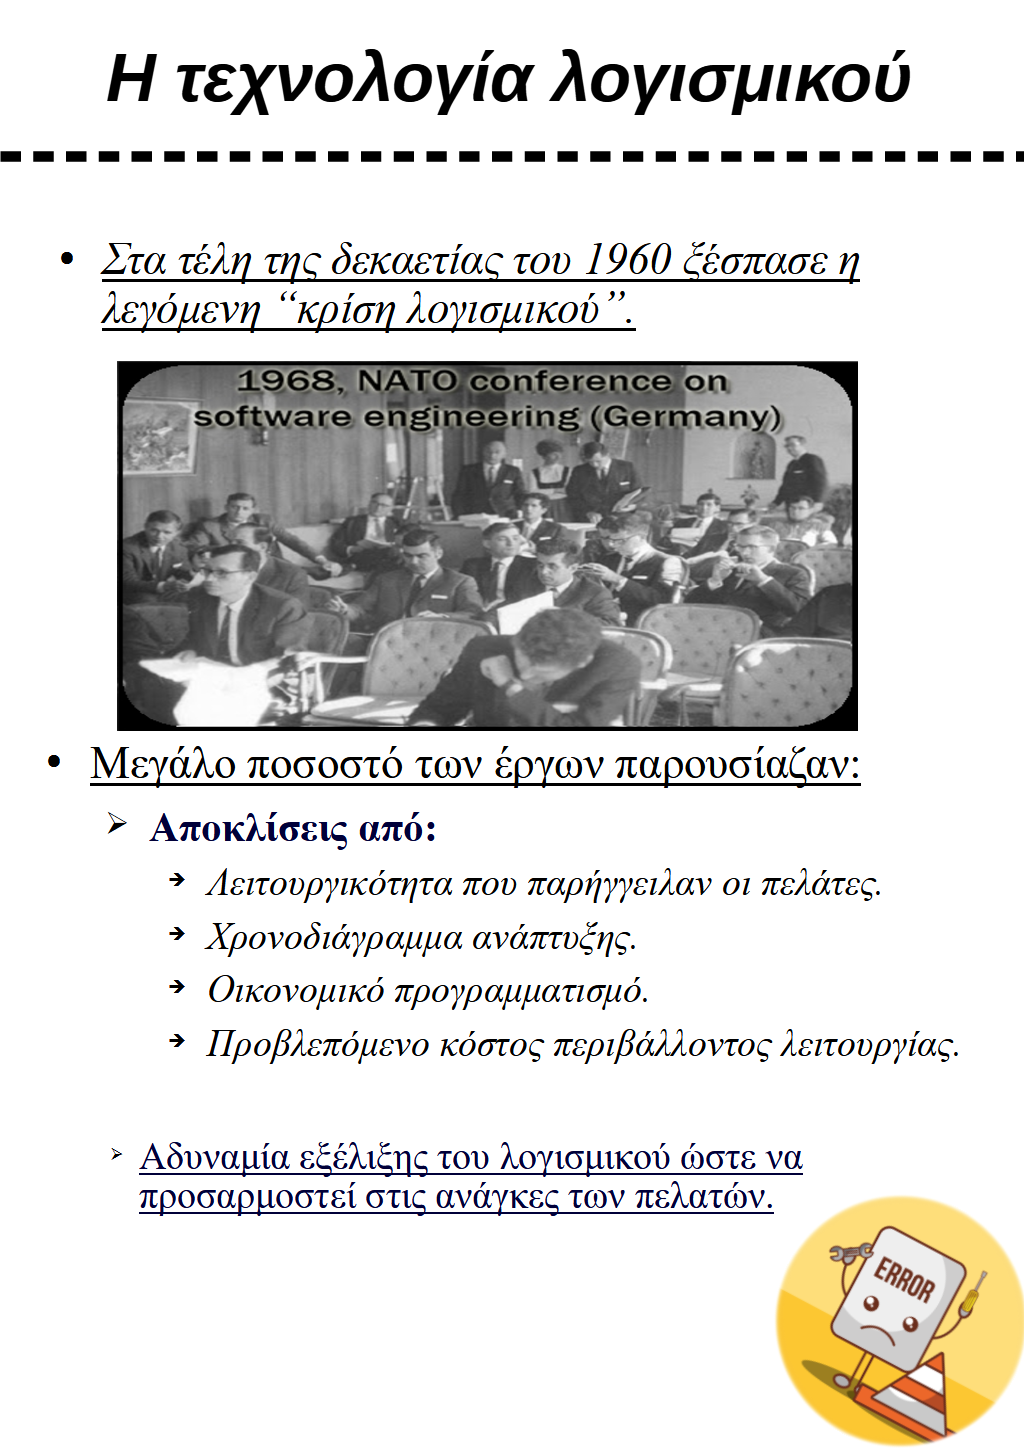 Η τεχνολογία λογισμικού
• Στα τέλη της δεκαετίας του 1960 ξέσπασε η
λεγόμενη “κρίση λογισμικού”.
1968, NATO conference on
software engineering (Germany)
• Μεγάλο ποσοστό των έργων παρουσίαζαν:
➢ Αποκλίσεις από:
➔ Λειτουργικότητα που παρήγγειλαν οι πελάτες.
➔ Χρονοδιάγραμμα ανάπτυξης.
➔ Οικονομικό προγραμματισμό.
➔ Προβλεπόμενο κόστος περιβάλλοντος λειτουργίας.
➢ Αδυναμία εξέλιξης του λογισμικού ώστε να
προσαρμοστεί στις ανάγκες των πελατών.
ERROR